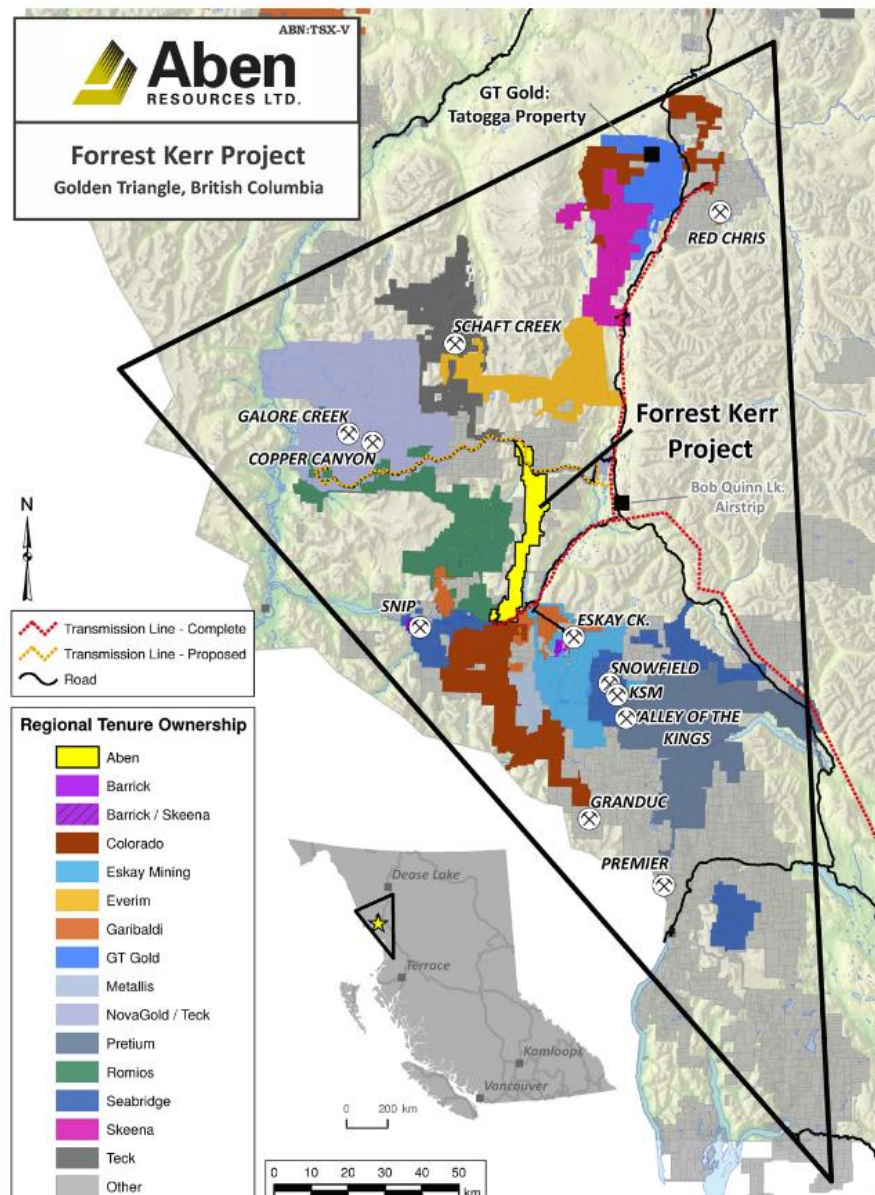 ABN:TSX-V
Aben
RESOURCES LTD.
Forrest Kerr Project
Golden Triangle, British Columbia
GT Gold:
Tatogga Property
RED CHRIS
SCHAFT CREEK
GALORE CREEK
COPPER CANYON
Forrest Kerr
Project
Bob Quinn Lk.
Airstrip
N
SNIP
ESKAY CK.
SNOWFIELD
KSM
VALLEY OF THE
KINGS
GRANDUC
PREMIER
Transmission Line - Complete
Transmission Line - Proposed
Road
Regional Tenure Ownership
Aben
Barrick
Barrick / Skeena
Colorado
Eskay Mining
Everim
Garibaldi
GT Gold
Metallis
NovaGold / Teck
Pretium
Romios
Seabridge
Skeena
Teck
Other
Dease Lake
Terrace
Kamloops
Vancouver
0 200 km
0 10 20 30 40 50
km